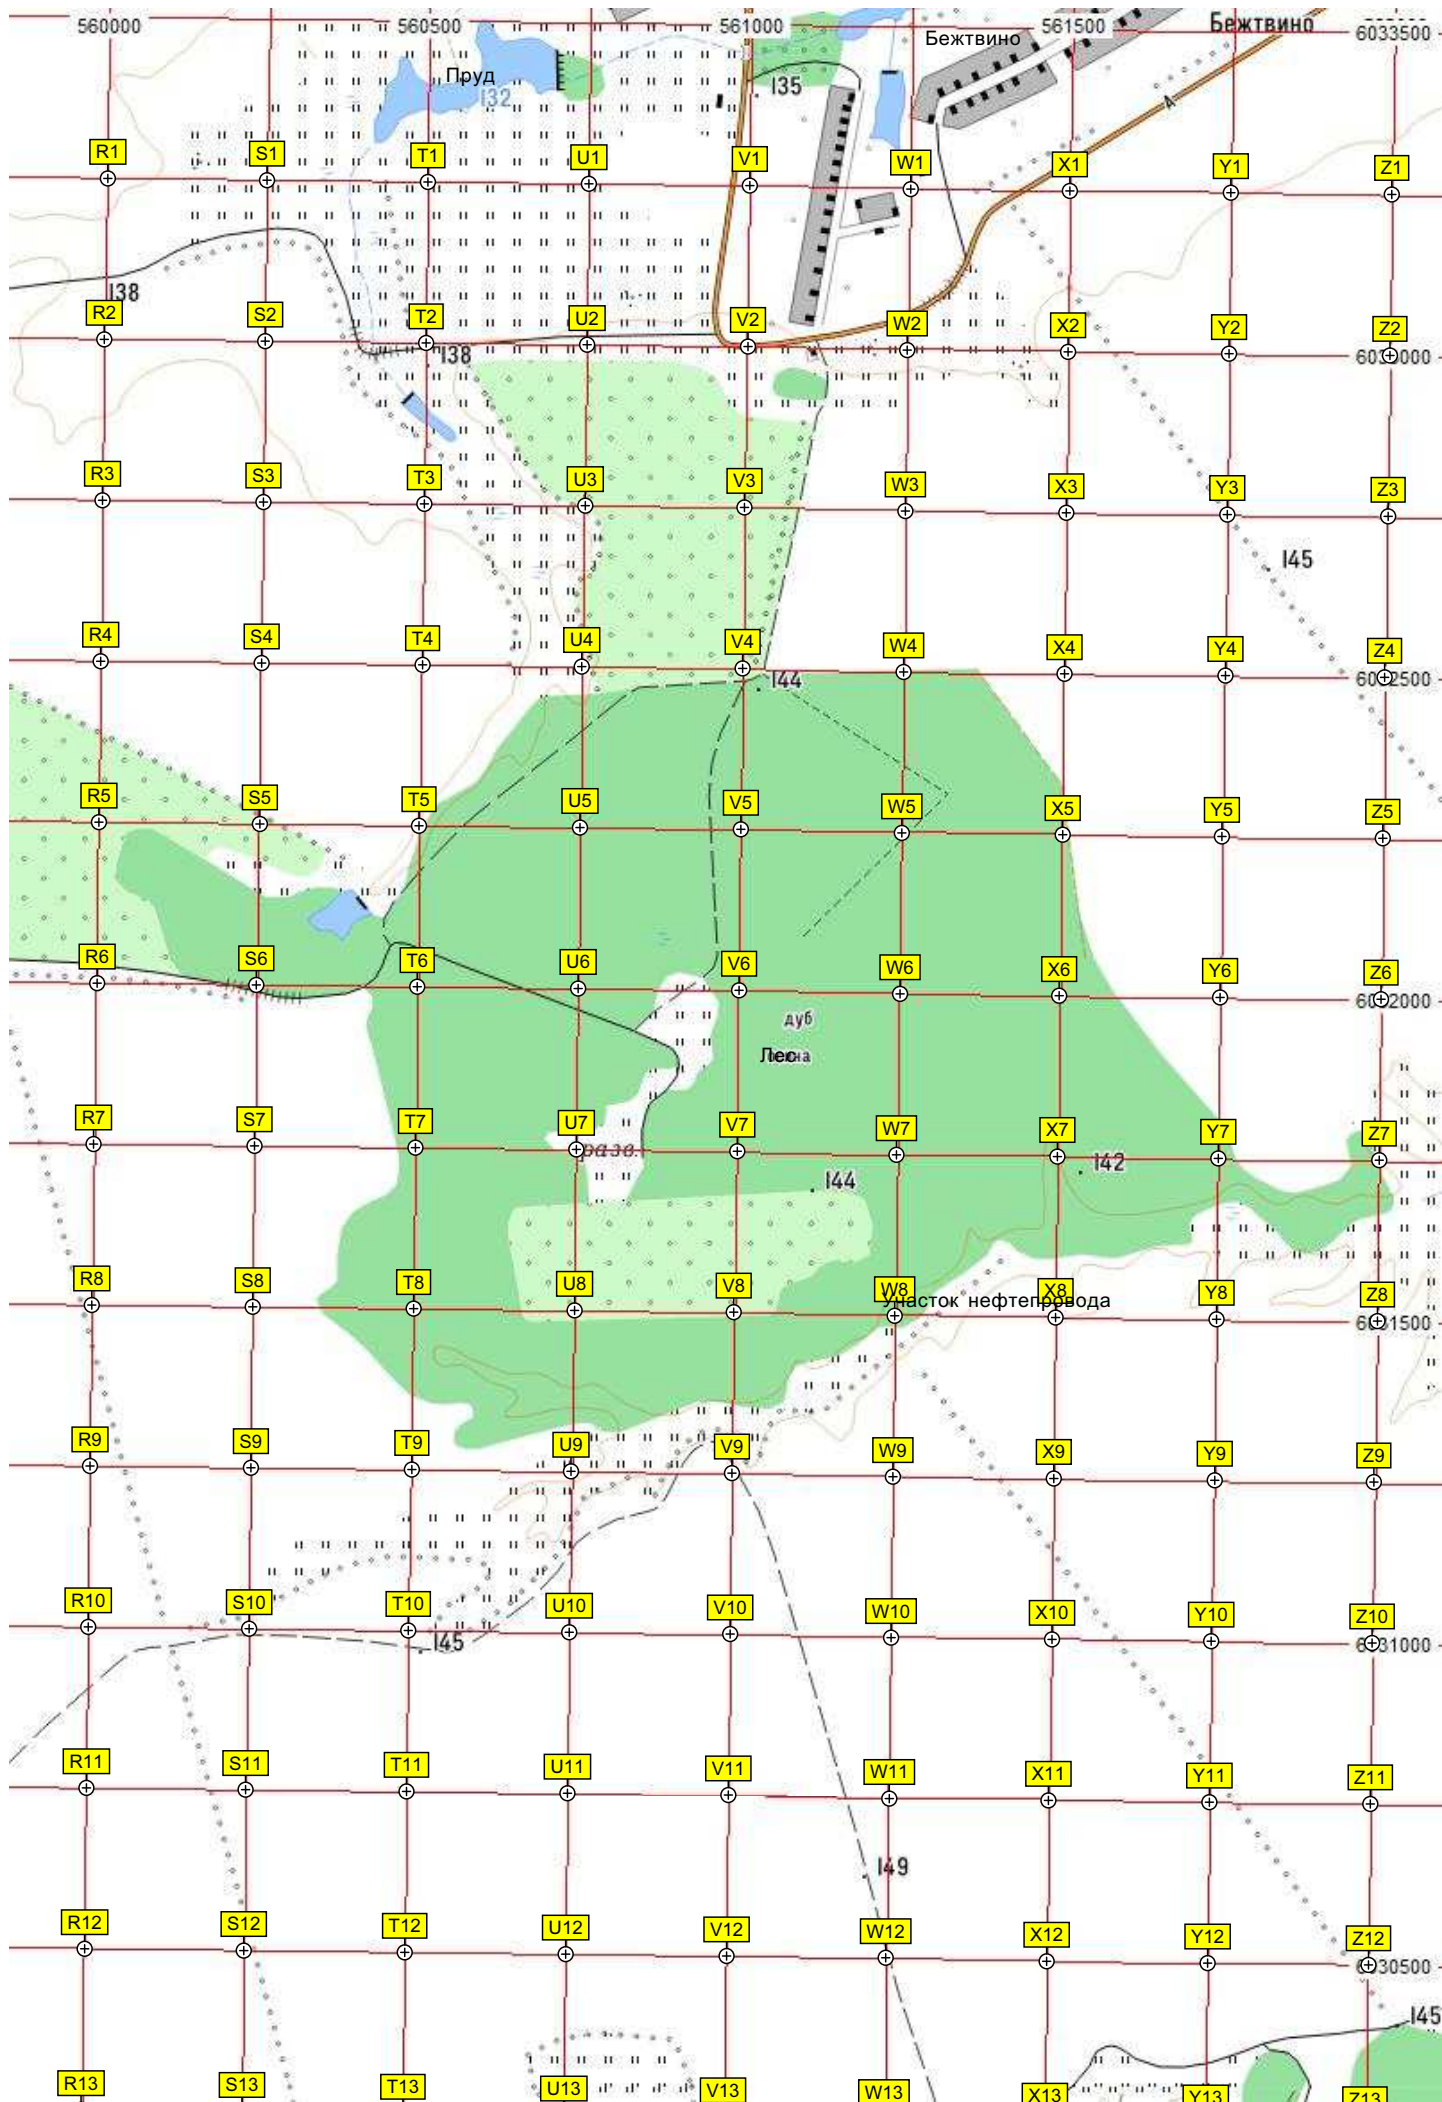 560000 560500 561000 561500 Бежтвино
Бежтвино
6033500
Пруд
132
135
R1 S1 T1 U1 V1 W1 X1 Y1 Z1
138
R2 S2 T2 U2 V2 W2 X2 Y2 Z2
138
R3 S3 T3 U3 V3 W3 X3 Y3 Z3
145
R4 S4 T4 U4 V4 W4 X4 Y4 Z4
144
R5 S5 T5 U5 V5 W5 X5 Y5 Z5
R6 S6 T6 U6 V6 W6 X6 Y6 Z6
дуб
Лес
R7 S7 T7 U7 V7 W7 X7 Y7 Z7
разв.
144
142
R8 S8 T8 U8 V8 W8 X8 Y8 Z8
Участок нефтепровода
R9 S9 T9 U9 V9 W9 X9 Y9 Z9
R10 S10 T10 U10 V10 W10 X10 Y10 Z10
145
R11 S11 T11 U11 V11 W11 X11 Y11 Z11
149
R12 S12 T12 U12 V12 W12 X12 Y12 Z12
145
R13 S13 T13 U13 V13 W13 X13 Y13 Z13